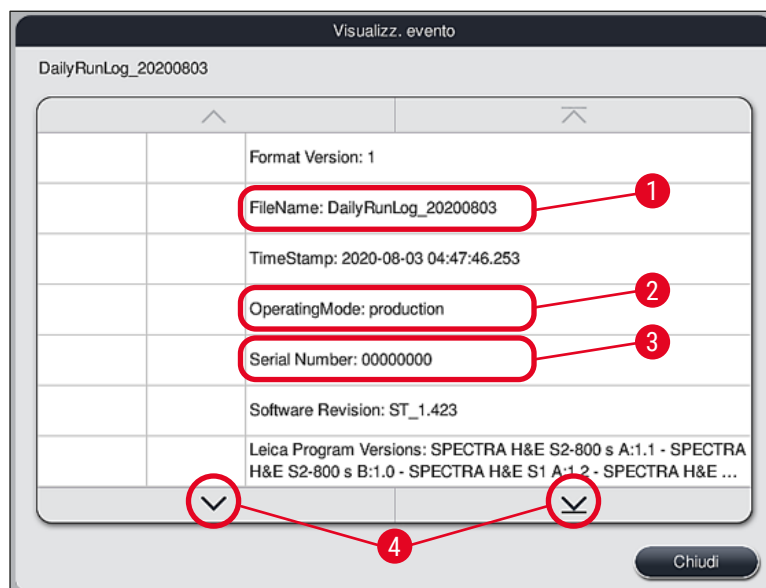 Visualizz. evento
DailyRunLog_20200803
Format Version: 1
FileName: DailyRunLog_20200803
1
TimeStamp: 2020-08-03 04:47:46.253
OperatingMode: production
2
Serial Number: 00000000
3
Software Revision: ST_1.423
Leica Program Versions: SPECTRA H&E S2-800 s A:1.1 - SPECTRA
H&E S2-800 s B:1.0 - SPECTRA H&E S1 A:1.2 - SPECTRA H&E ...
4
Chiudi